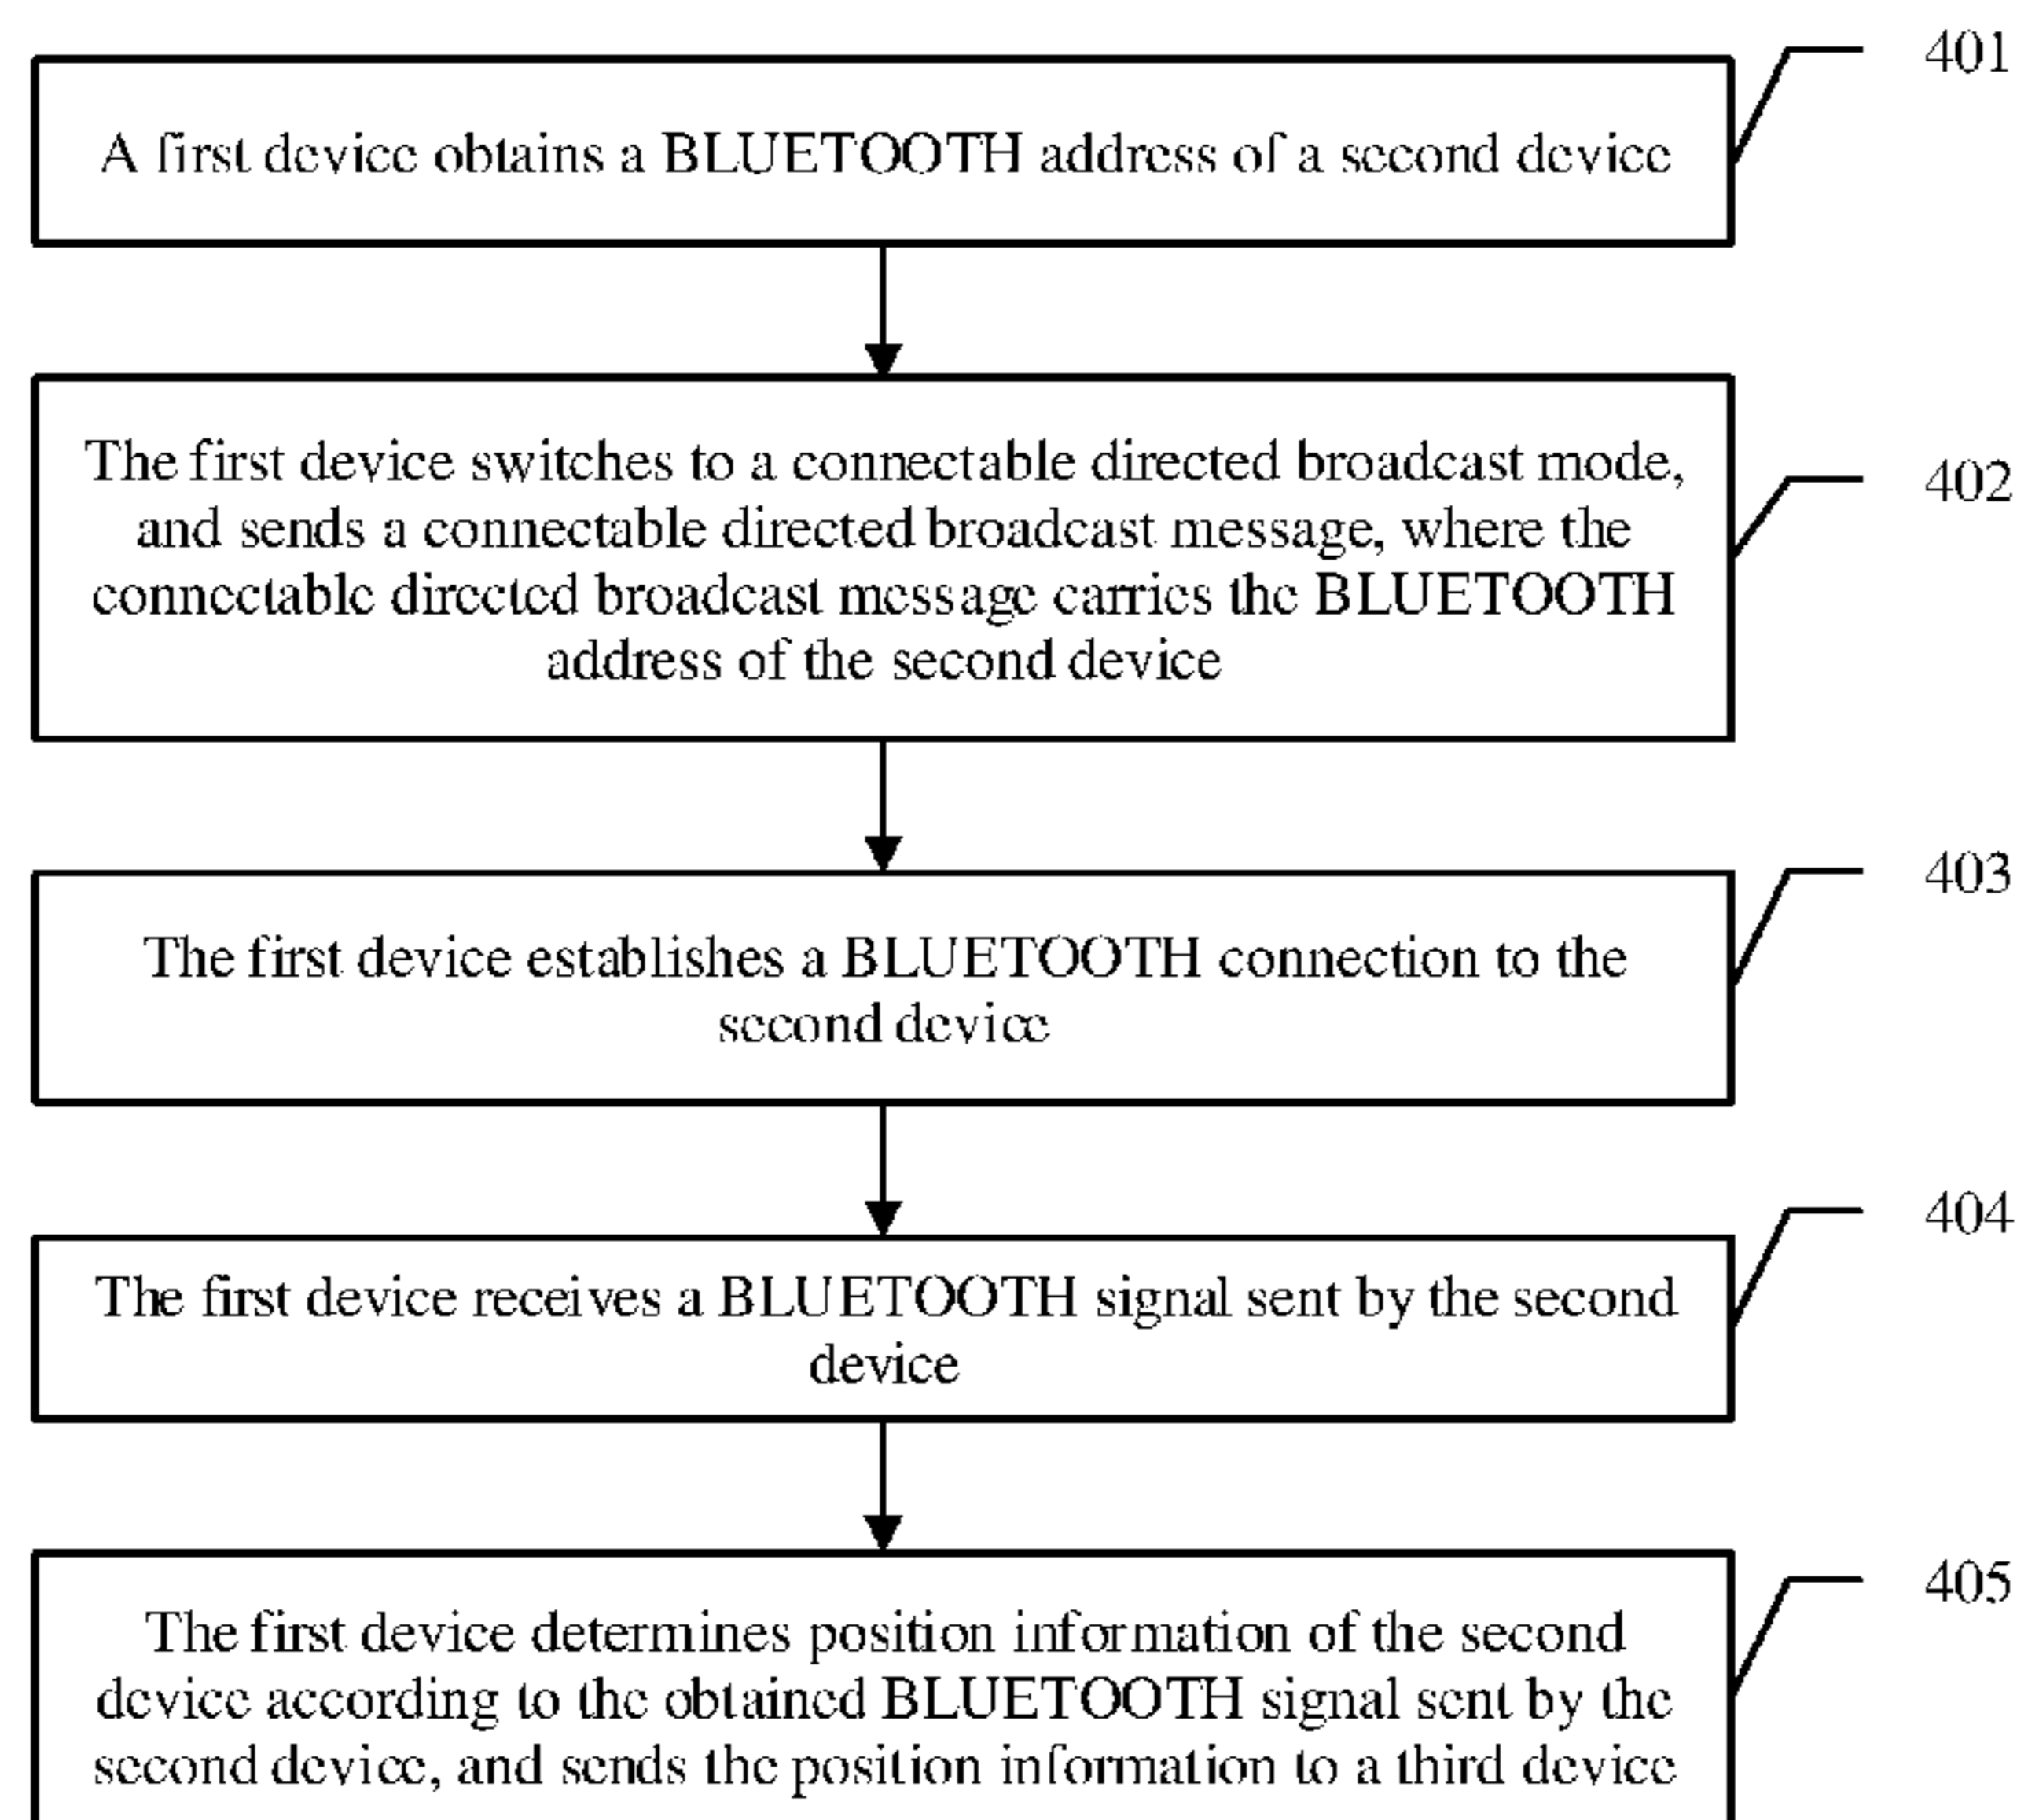 401
A first device obtains a BLUETOOTH address of a second device
The first device switches to a connectable directed broadcast mode,
and sends a connectable directed broadcast message, where the
connectable directed broadcast message carries the BLUETOOTH
address of the second device
402
The first device establishes a BLUETOOTH connection to the
second device
403
The first device receives a BLUETOOTH signal sent by the second
device
404
The first device determines position information of the second
device according to the obtained BLUETOOTH signal sent by the
second device, and sends the position information to a third device
405